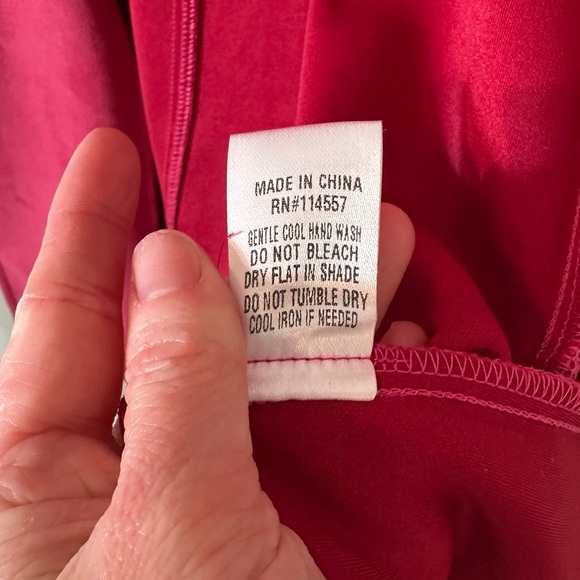 MADE IN CHINA
RN#114557
GENTLE COOL HAND WASH
DO NOT BLEACH
DRY FLAT IN SHADE
DO NOT TUMBLE DRY
COOL IRON IF NEEDED